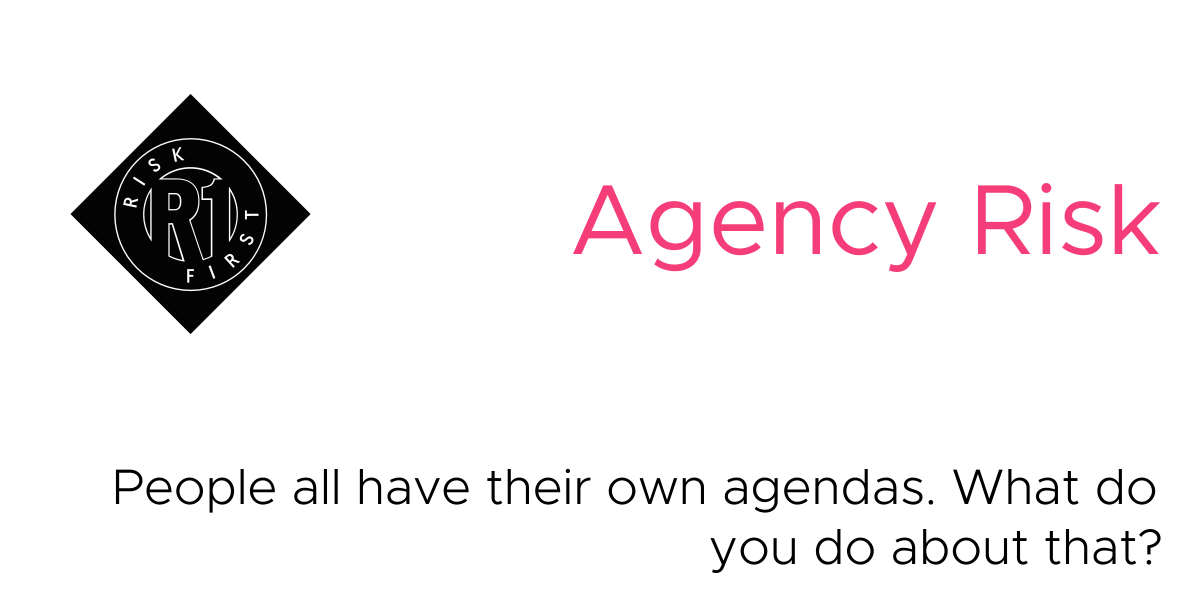 RISK
R1
FIRST
Agency Risk
People all have their own agendas. What do
you do about that?